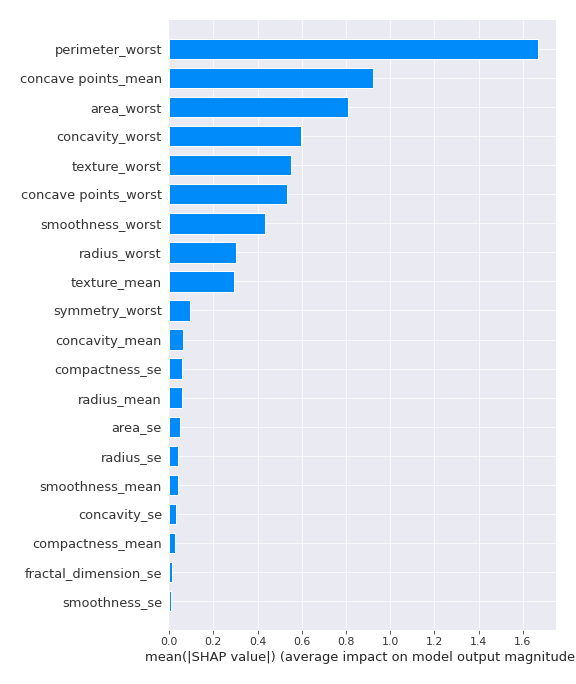 perimeter_worst
concave points_mean
area_worst
concavity_worst
texture_worst
concave points_worst
smoothness_worst
radius_worst
texture_mean
symmetry_worst
concavity_mean
compactness_se
radius_mean
area_se
radius_se
smoothness_mean
concavity_se
compactness_mean
fractal_dimension_se
smoothness_se
0.0 0.2 0.4 0.6 0.8 1.0 1.2 1.4 1.6
mean(|SHAP value|) (average impact on model output magnitude